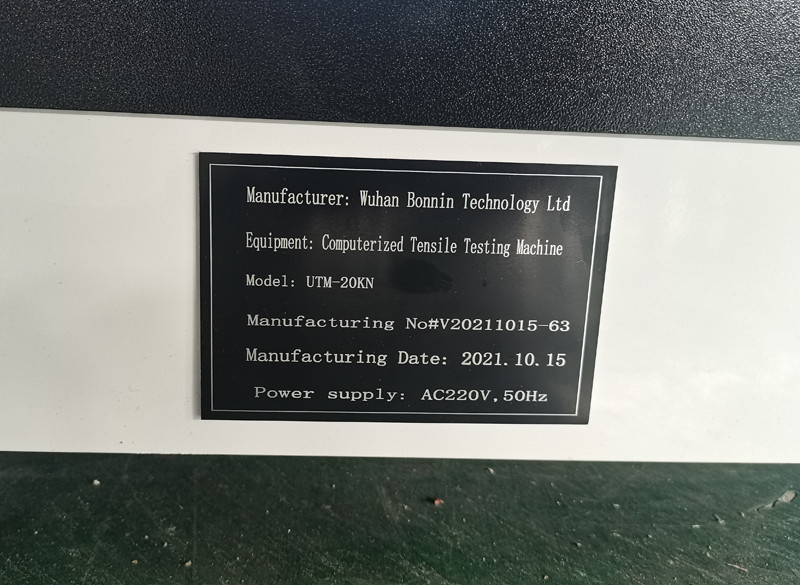 Manufacturer: Wuhan Bonnin Technology Ltd
Equipment: Computerized Tensile Testing Machine
Model: UTM-20KN
Manufacturing No#V20211015-63
Manufacturing Date: 2021.10.15
Power supply: AC220V,50Hz